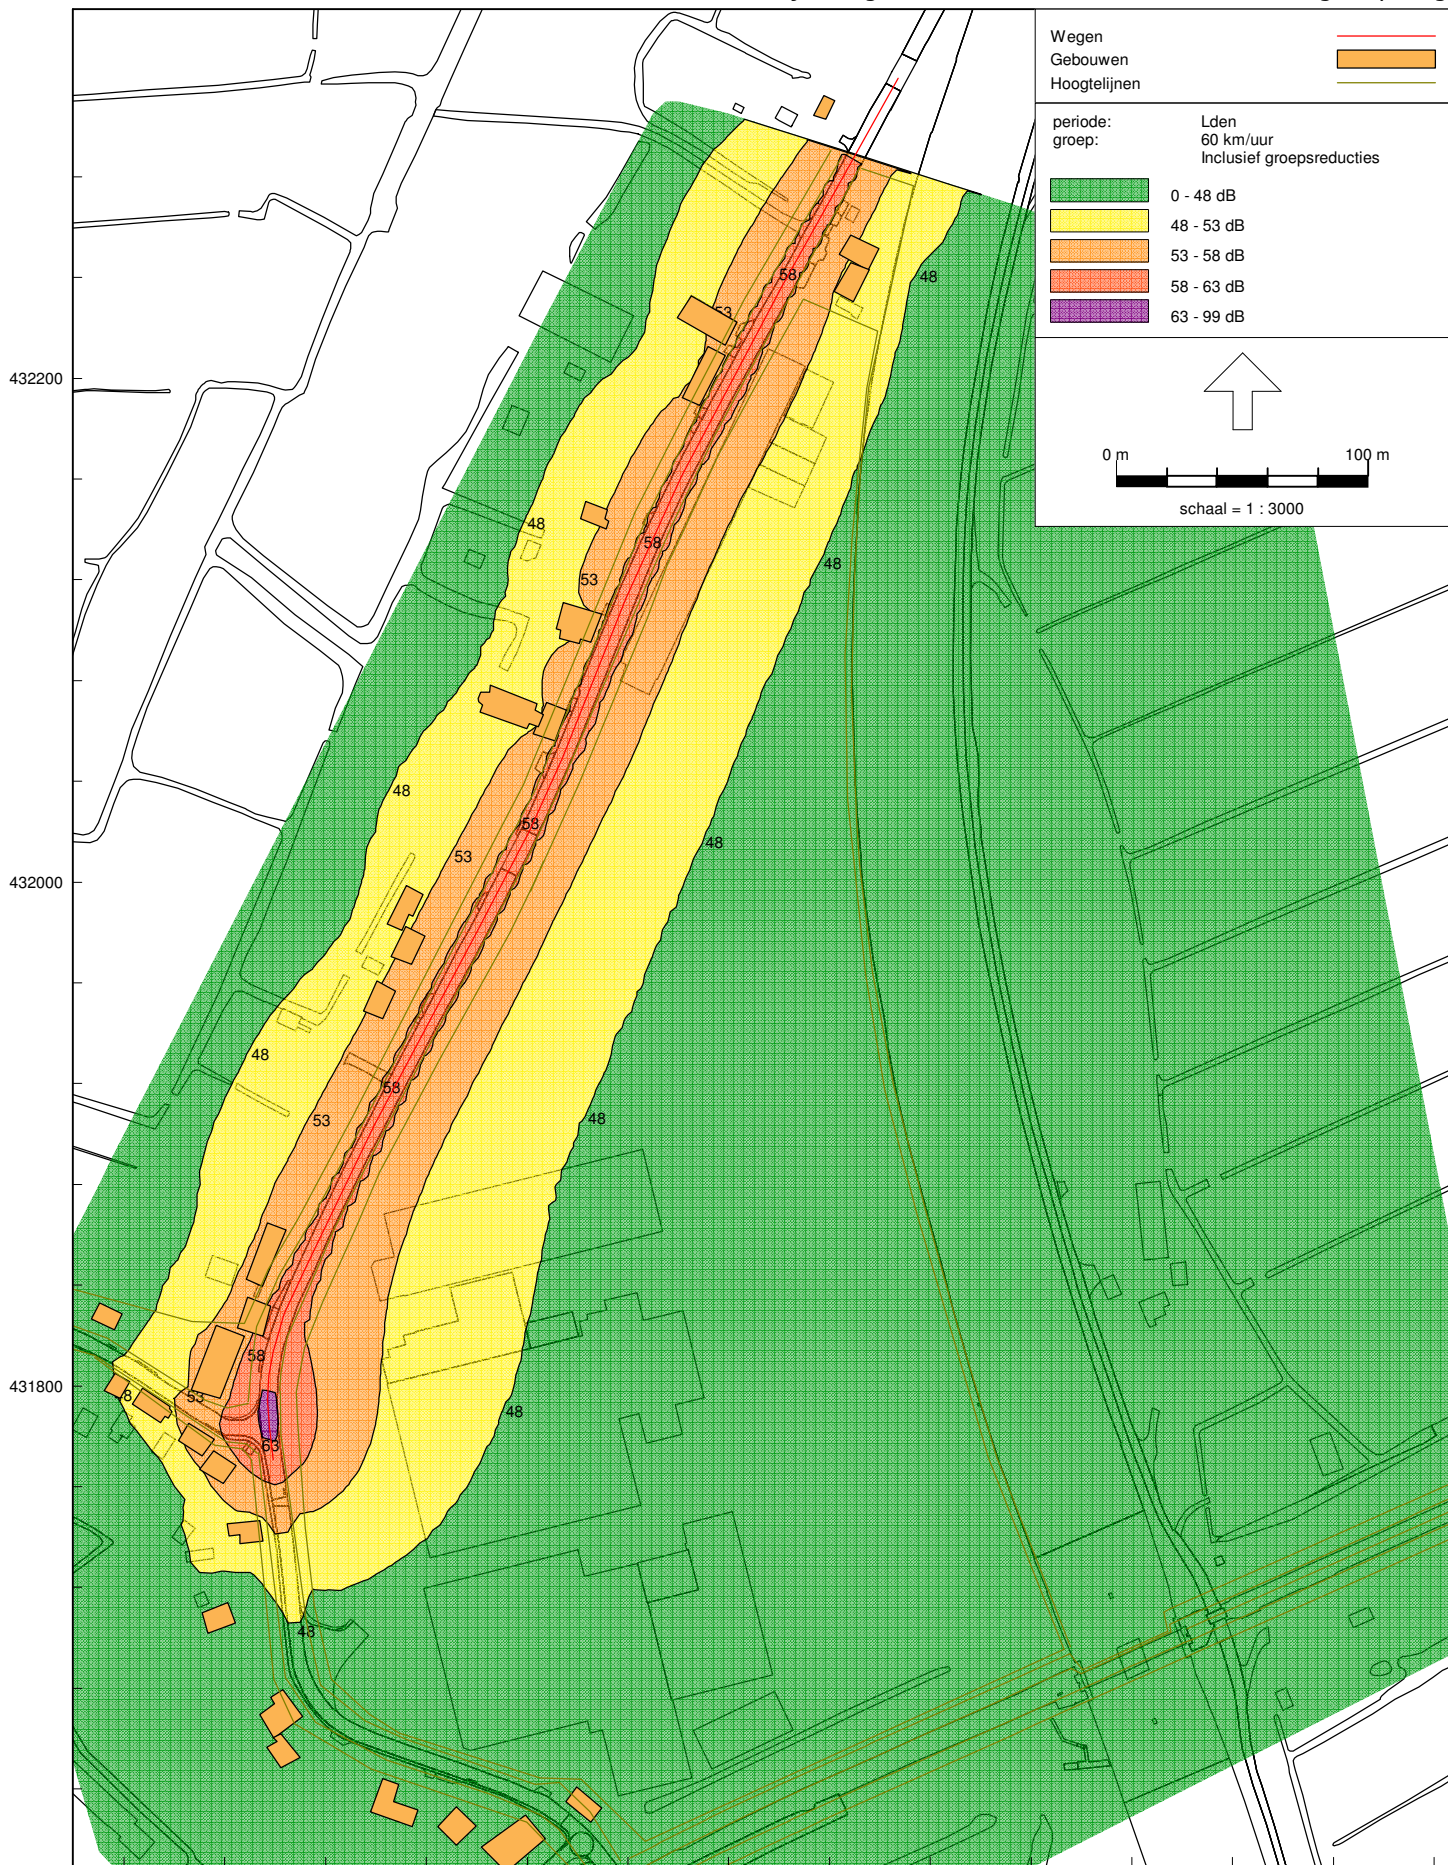 Wegen
Gebouwen
Hoogtelijnen
periode: Lden
groep: 60 km/uur
Inclusief groepsreducties
0 - 48 dB
48 - 53 dB
53 - 58 dB
58 - 63 dB
63 - 99 dB
0 m 100 m
schaal = 1 : 3000
58
48
53
432200
48
58
48
53
48
58
48
53
432000
48
58
48
53
58
431800
48
53
48
63
48